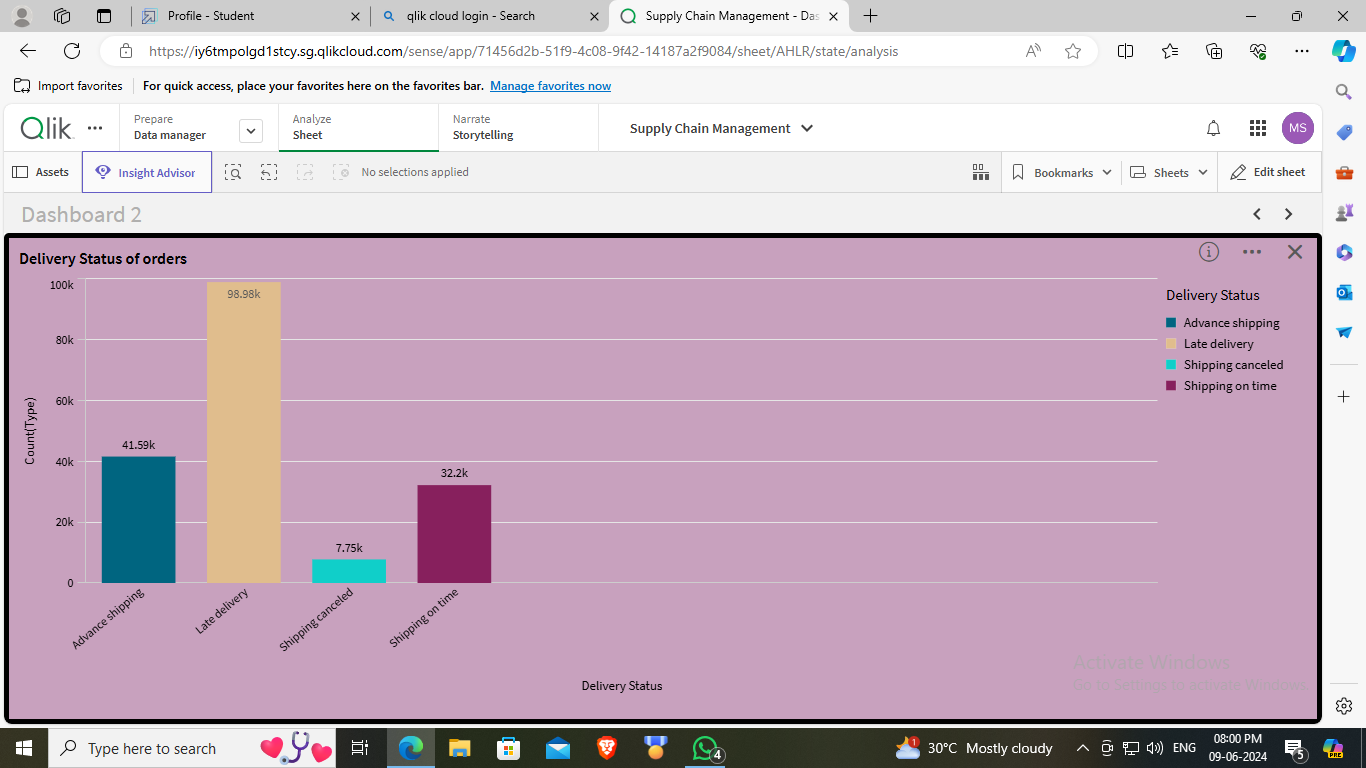 Profile - Student
qlik cloud login - Search
Supply Chain Management - Das
https://iy6tmpolgd1stcy.sg.qlikcloud.com/sense/app/71456d2b-51f9-4c08-9f42-14187a2f9084/sheet/AHLR/state/analysis
Import favorites
For quick access, place your favorites here on the favorites bar. Manage favorites now
Qlik
Prepare
Data manager
Analyze
Sheet
Narrate
Storytelling
Supply Chain Management
MS
Assets
Insight Advisor
No selections applied
Bookmarks
Sheets
Edit sheet
Dashboard 2
Delivery Status of orders
Count(Type)
100k
80k
60k
40k
20k
0
41.59k
98.98k
7.75k
32.2k
Advance shipping
Late delivery
Shipping canceled
Shipping on time
Delivery Status
Delivery Status
Advance shipping
Late delivery
Shipping canceled
Shipping on time
Activate Windows
Go to Settings to activate Windows.
Type here to search
4
1
30°C Mostly cloudy
ENG
08:00 PM
09-06-2024
5
PRE